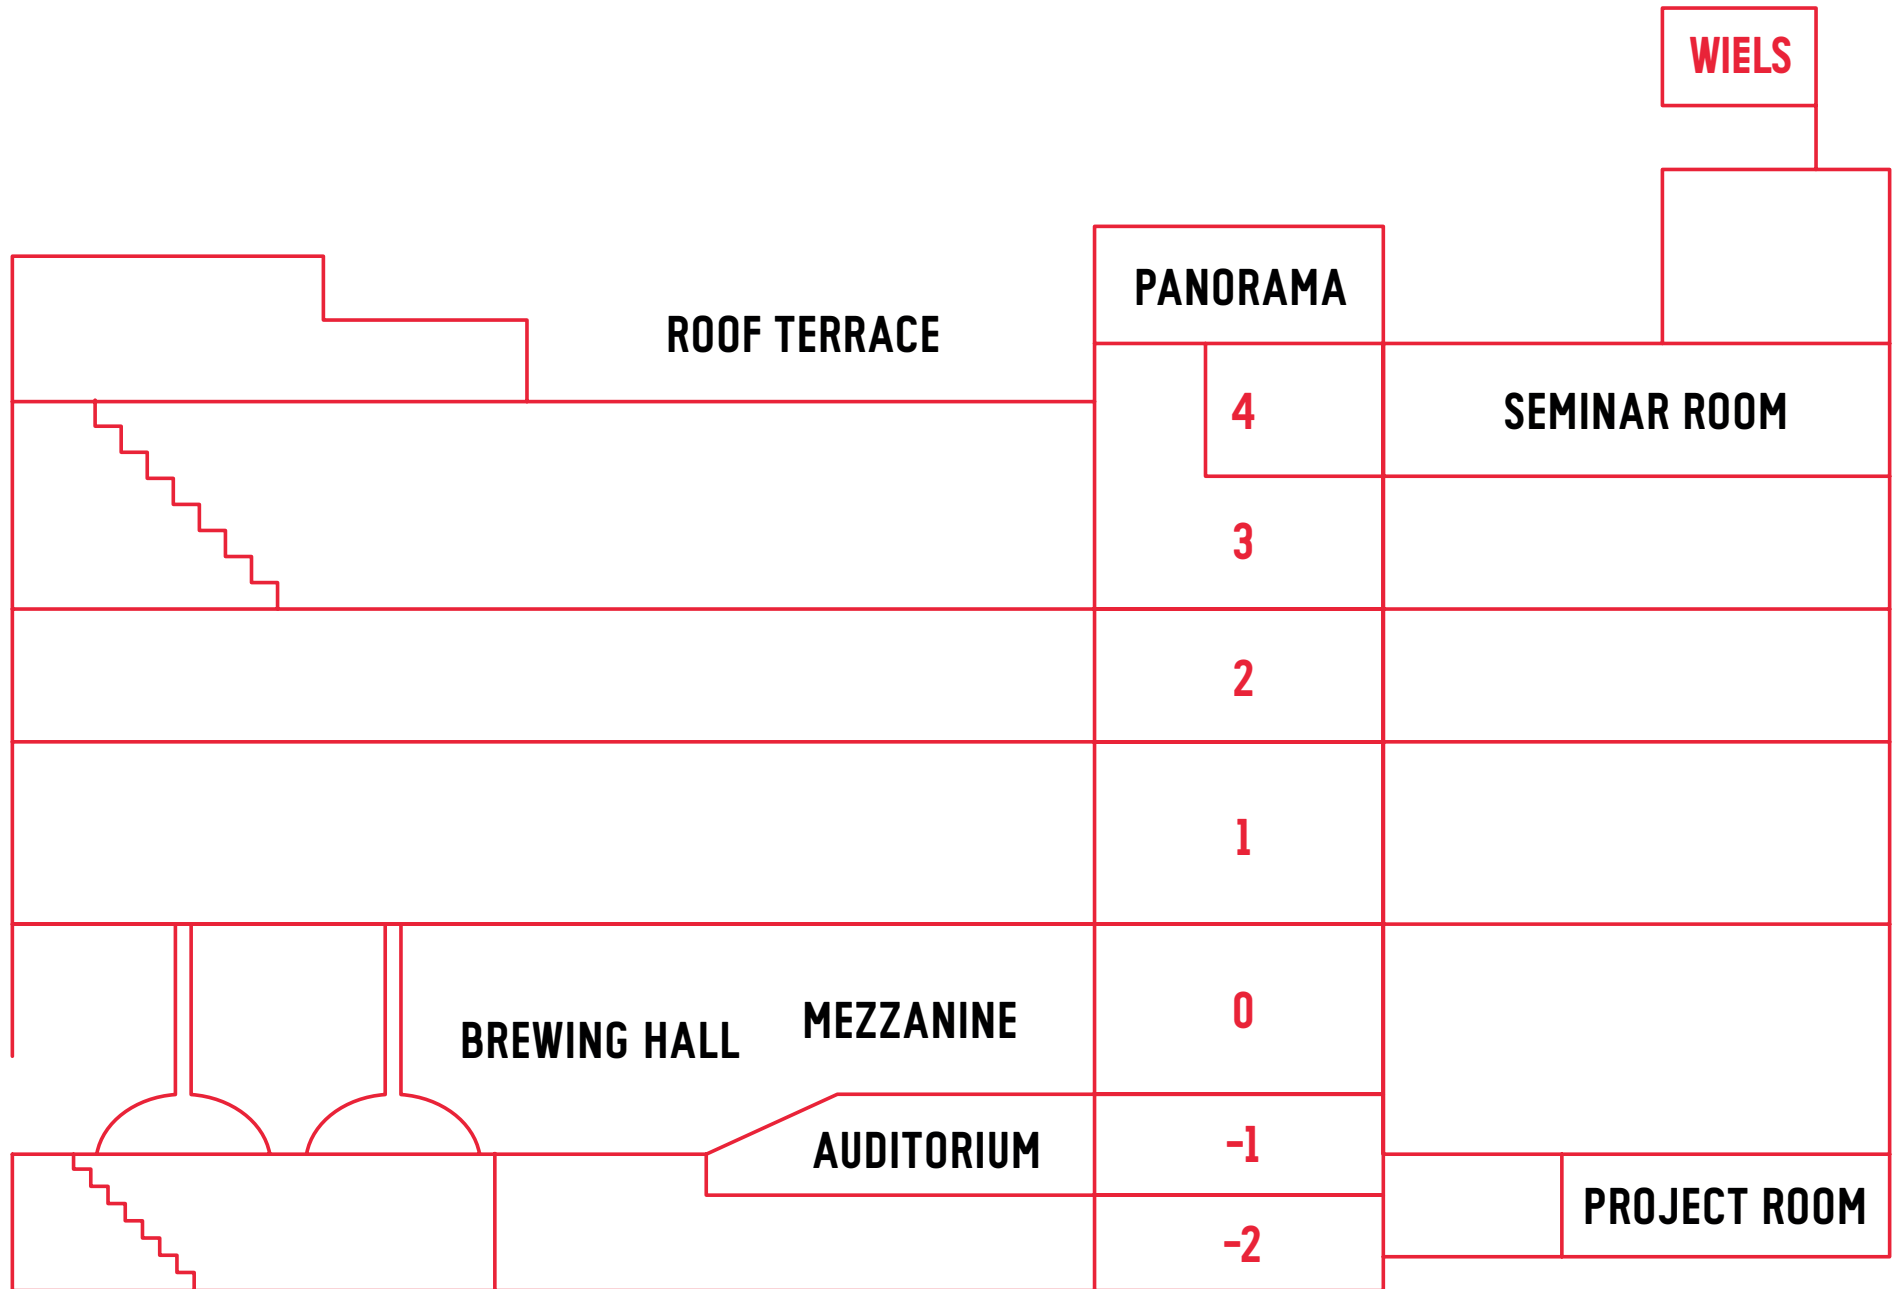 WIELS
PANORAMA
ROOF TERRACE
4
SEMINAR ROOM
3
2
1
0
MEZZANINE
BREWING HALL
AUDITORIUM
-1
PROJECT ROOM
-2